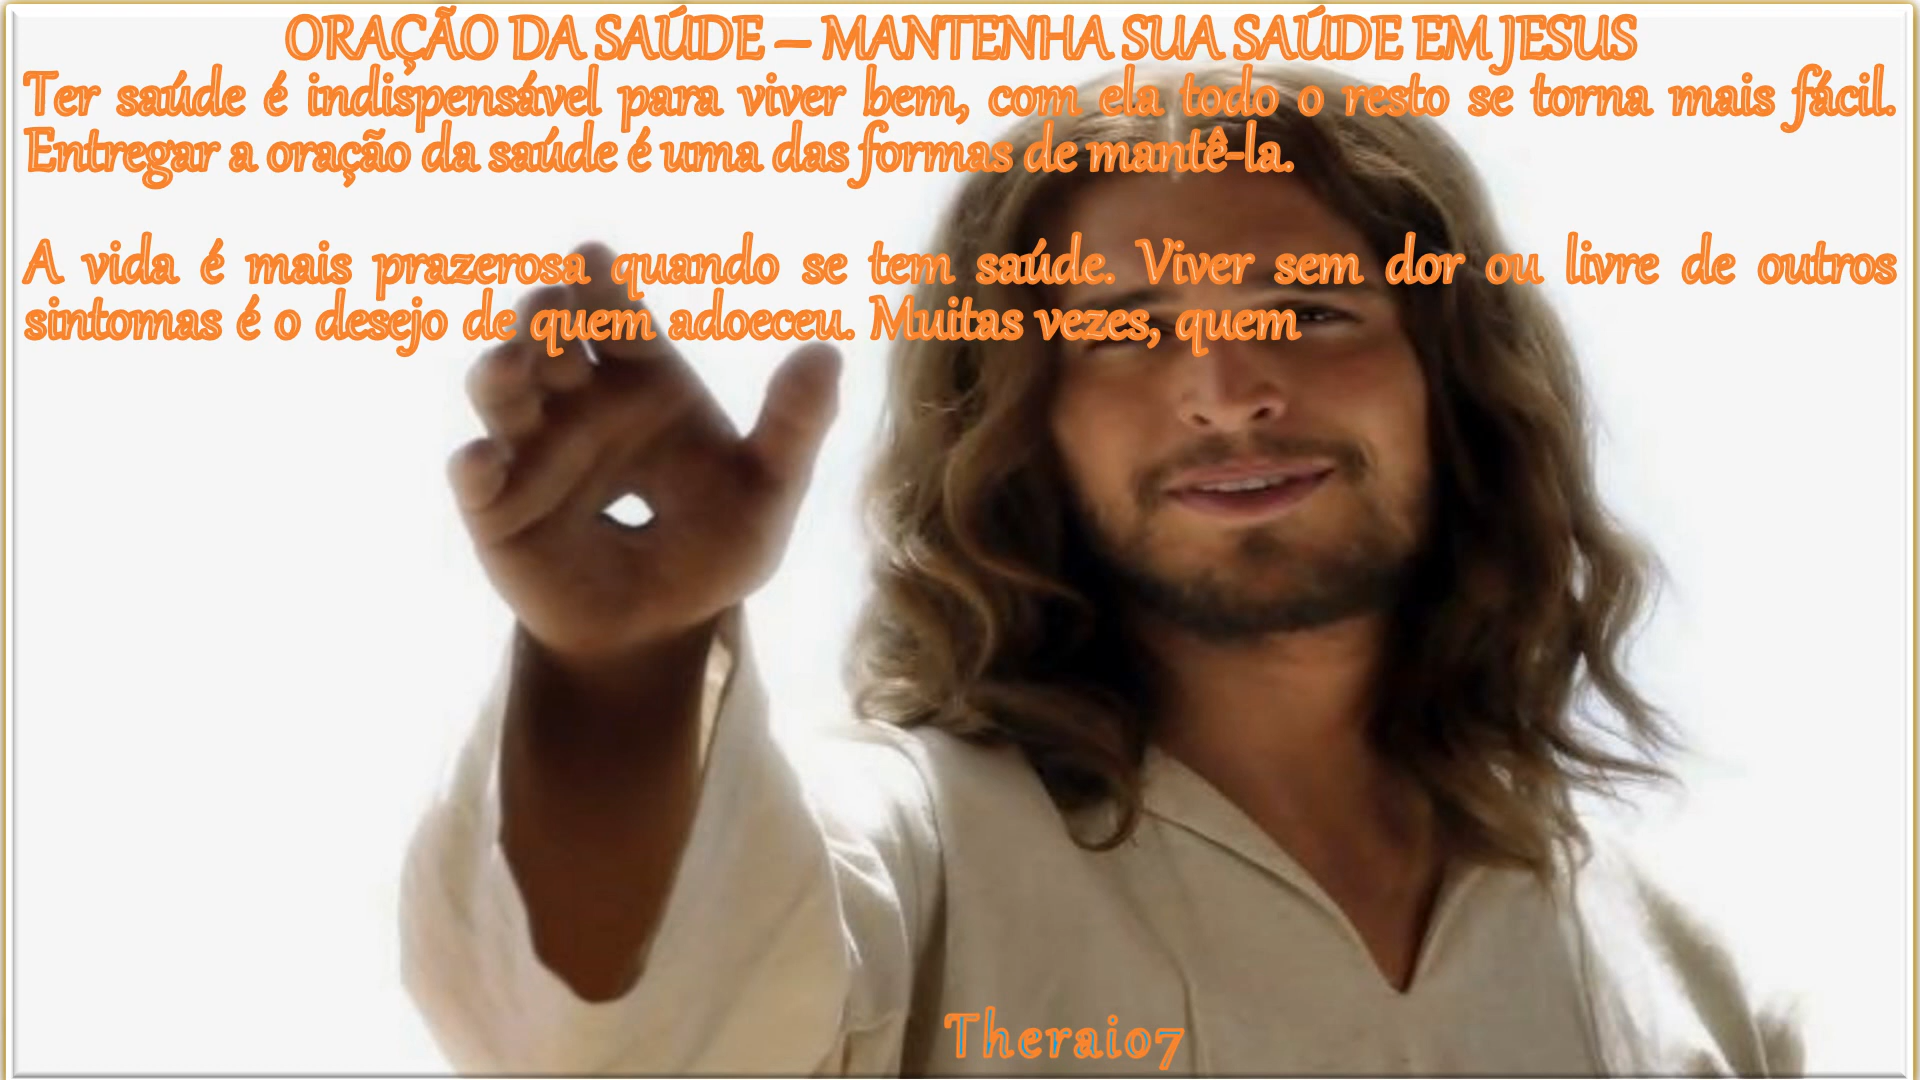 ORAÇÃO DA SAÚDE – MANTENHA SUA SAÚDE EM JESUS
Ter saúde é indispensável para viver bem, com ela todo o resto se torna mais fácil.
Entregar a oração da saúde é uma das formas de mantê-la.
A vida é mais prazerosa quando se tem saúde. Viver sem dor ou livre de outros
sintomas é o desejo de quem adoeceu. Muitas vezes, quem
Theraio7